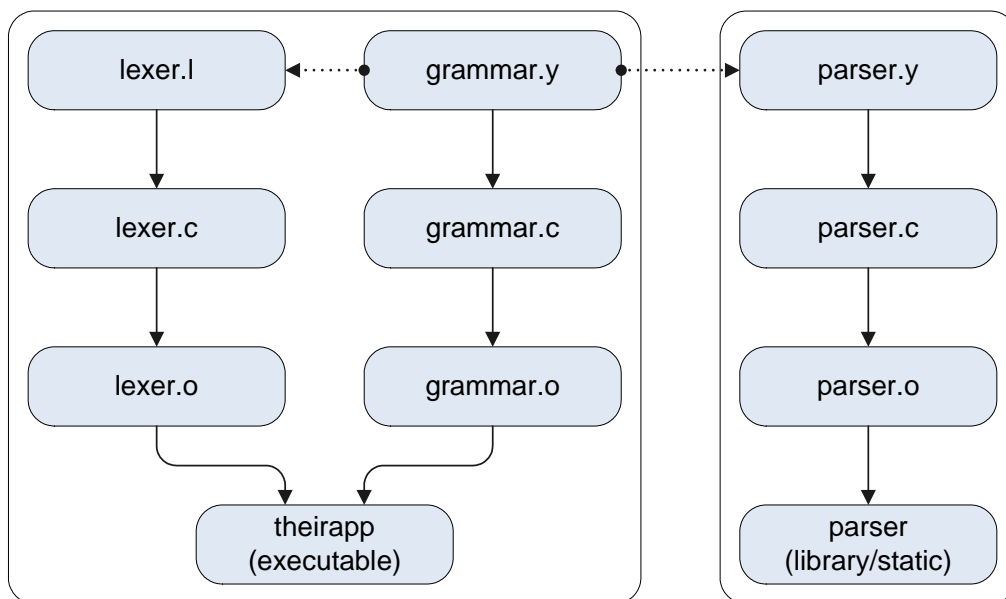 lexer.l
grammar.y
parser.y
lexer.c
grammar.c
parser.c
lexer.o
grammar.o
parser.o
theirapp
(executable)
parser
(library/static)